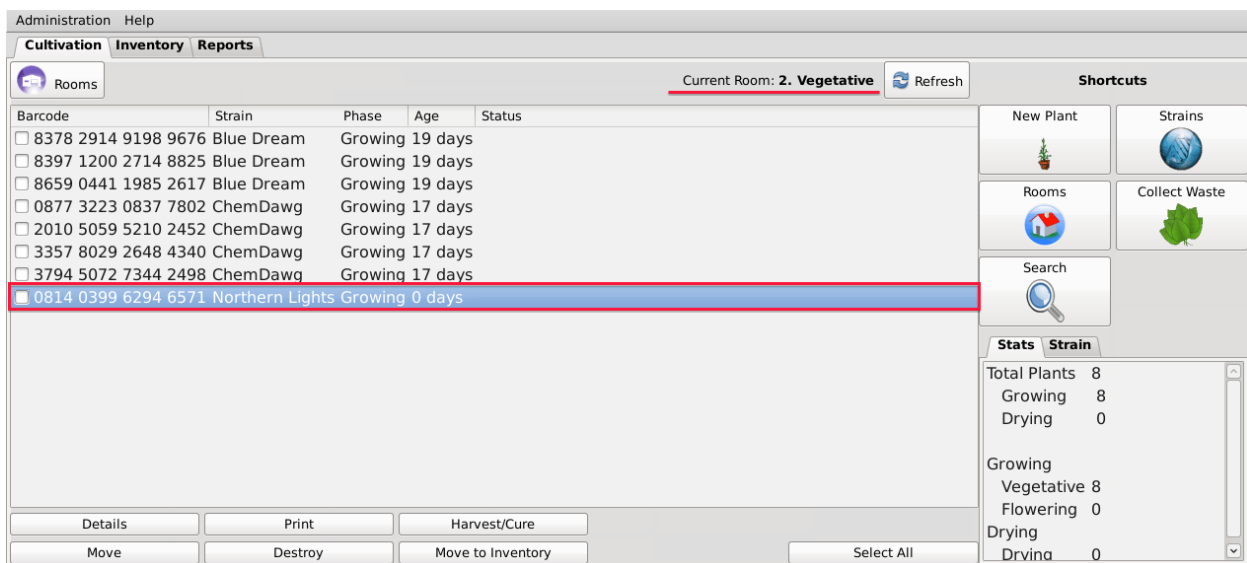 Administration Help
Cultivation Inventory Reports
Rooms Current Room: 2. Vegetative Refresh Shortcuts
Barcode Strain Phase Age Status
8378 2914 9198 9676 Blue Dream Growing 19 days
8397 1200 2714 8825 Blue Dream Growing 19 days
8659 0441 1985 2617 Blue Dream Growing 19 days
0877 3223 0837 7802 ChemDawg Growing 17 days
2010 5059 5210 2452 ChemDawg Growing 17 days
3357 8029 2648 4340 ChemDawg Growing 17 days
3794 5072 7344 2498 ChemDawg Growing 17 days
0814 0399 6294 6571 Northern Lights Growing 0 days
New Plant Strains
Rooms Collect Waste
Search
Stats Strain
Total Plants 8
Growing 8
Drying 0
Growing
Vegetative 8
Flowering 0
Drying
Drying 0
Details Print Harvest/Cure
Move Destroy Move to Inventory Select All